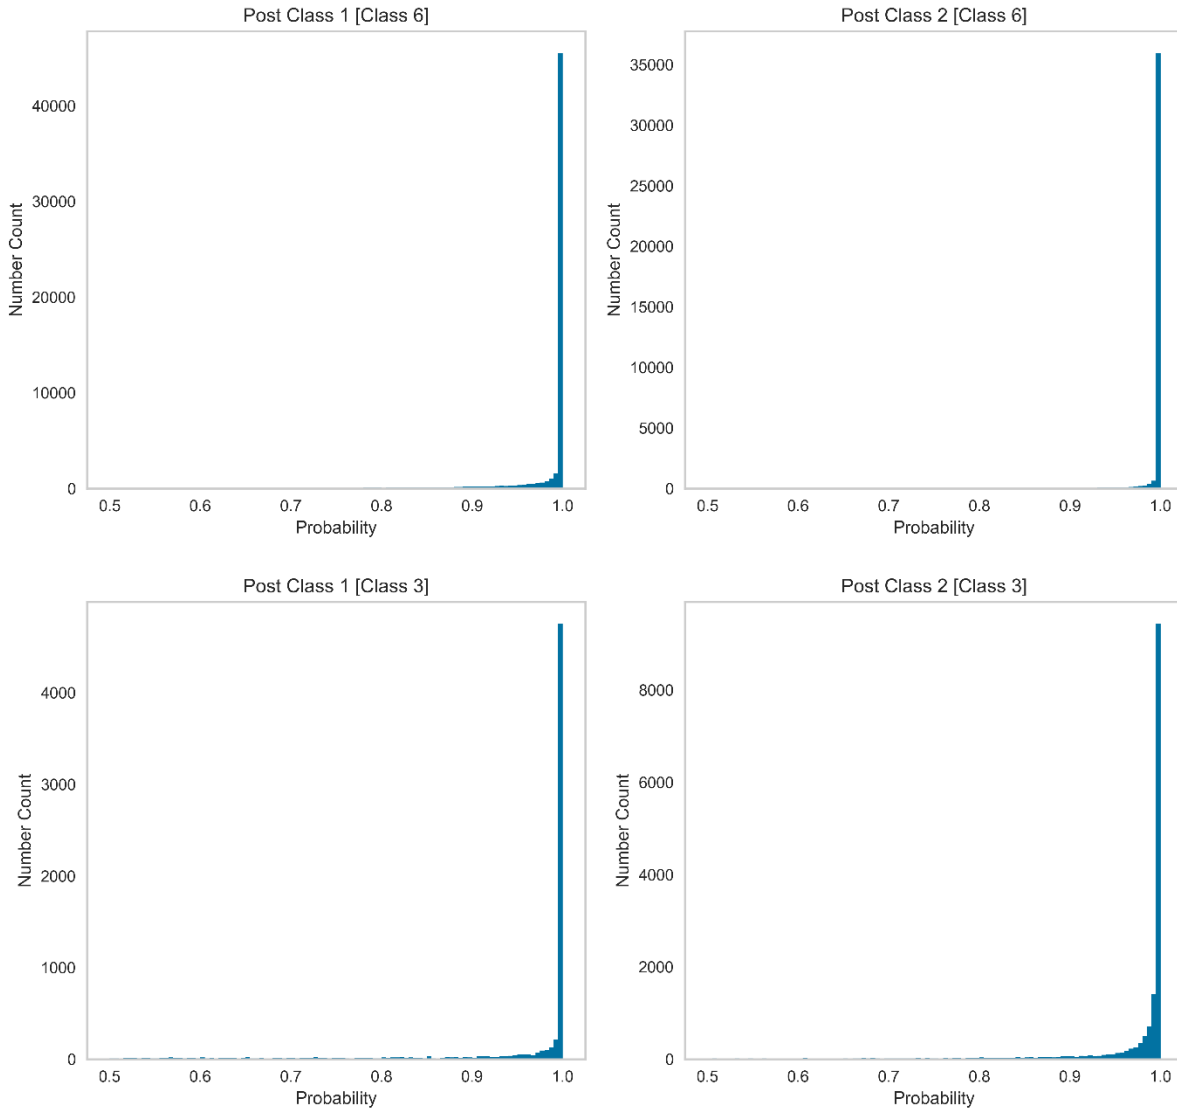 Post Class 1 [Class 6]
Number Count
40000
30000
20000
10000
0
0.5 0.6 0.7 0.8 0.9 1.0
Probability
Post Class 2 [Class 6]
Number Count
35000
30000
25000
20000
15000
10000
5000
0
0.5 0.6 0.7 0.8 0.9 1.0
Probability
Post Class 1 [Class 3]
Number Count
4000
3000
2000
1000
0
0.5 0.6 0.7 0.8 0.9 1.0
Probability
Post Class 2 [Class 3]
Number Count
8000
6000
4000
2000
0
0.5 0.6 0.7 0.8 0.9 1.0
Probability